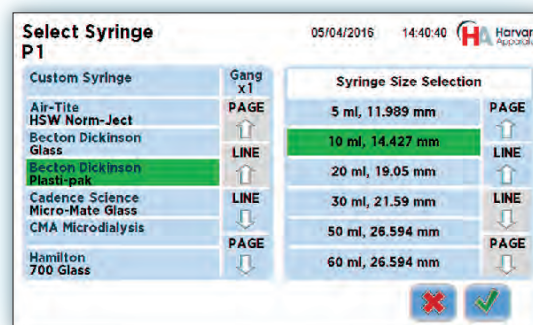 Select Syringe
P1
05/04/2016 14:40:40
HA
Harvar
Apparatu
Custom Syringe
Gang
x1
Air-Tite
HSW Norm-Ject
Becton Dickinson
Glass
Becton Dickinson
Plasti-pak
Cadence Science
Micro-Mate Glass
CMA Microdialysis
Hamilton
700 Glass
PAGE
LINE
LINE
PAGE
Syringe Size Selection
5 ml, 11.989 mm
10 ml, 14.427 mm
20 ml, 19.05 mm
30 ml, 21.59 mm
50 ml, 26.594 mm
60 ml, 26.594 mm
PAGE
LINE
LINE
PAGE